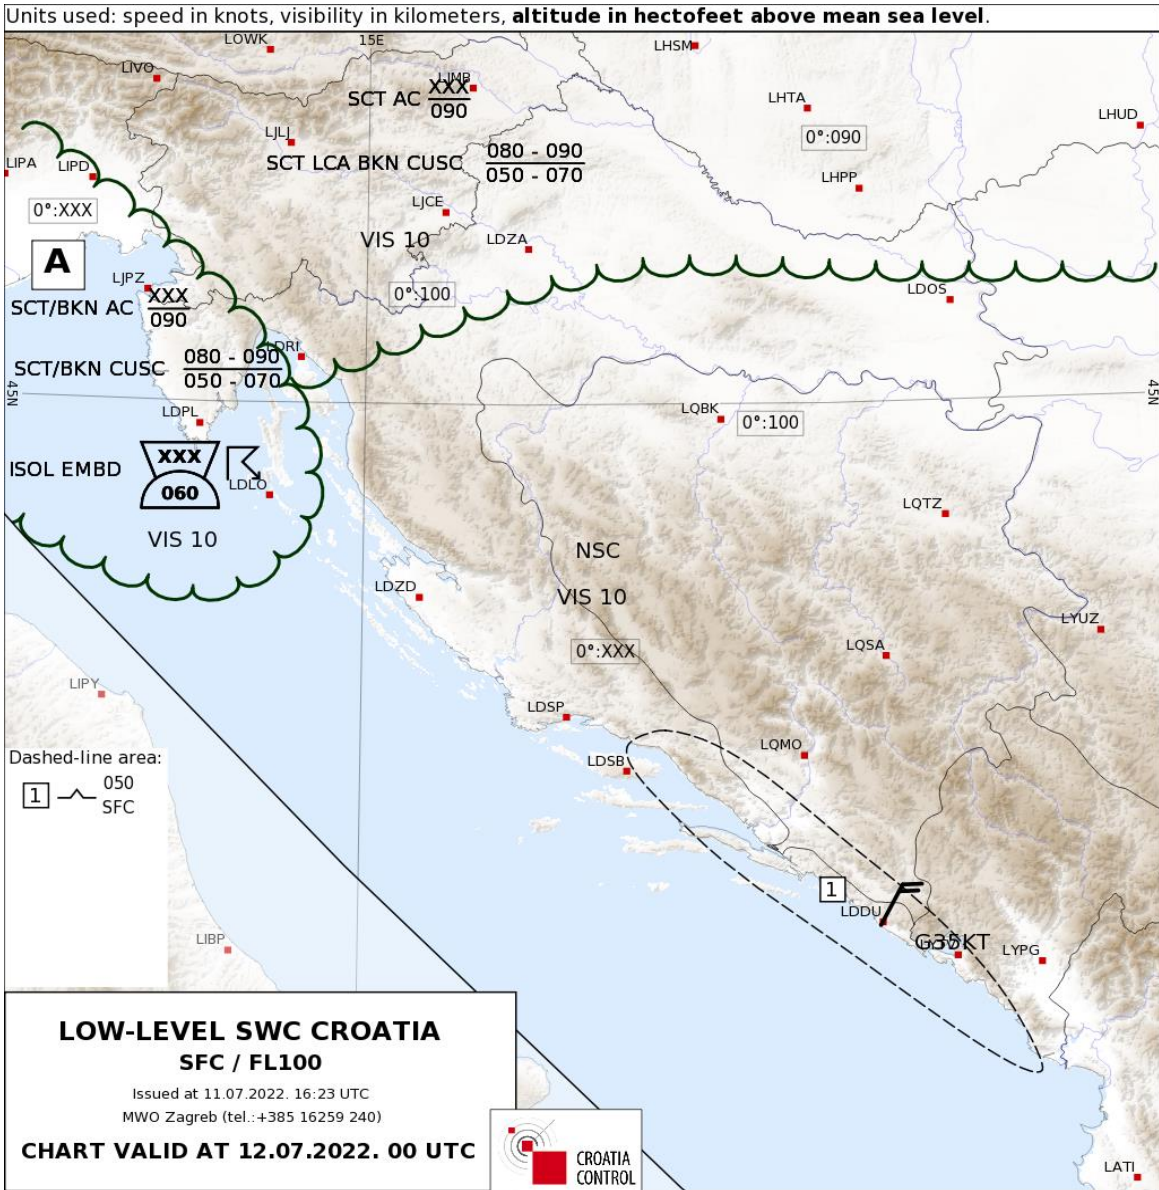 Units used: speed in knots, visibility in kilometers, altitude in hectofeet above mean sea level.
LOWK
15E
LHSM
LIVO
LJMB
SCT AC XXX
090
LHTA
LHUD
LJLJ
0°:090
LIPA
LIPD
SCT LCA BKN CUSC 080 - 090
050 - 070
LHPP
0°:XXX
LJCE
VIS 10
LDZA
A
LJPZ
0°:100
LDOS
SCT/BKN AC XXX
090
LDRI
SCT/BKN CUSC 080 - 090
050 - 070
45N
45N
LDPL
LQBK
0°:100
ISOL EMBD XXX
060
LDLO
LQTZ
VIS 10
NSC
VIS 10
LDZD
LYUZ
0°:XXX
LQSA
LIPY
LDSP
LQMO
LDSB
Dashed-line area:
1 050
SFC
1
LDDU
G35KT
LYPG
LIBP
LOW-LEVEL SWC CROATIA
SFC / FL100
Issued at 11.07.2022. 16:23 UTC
MWO Zagreb (tel.:+385 16259 240)
CHART VALID AT 12.07.2022. 00 UTC
CROATIA
CONTROL
LATI